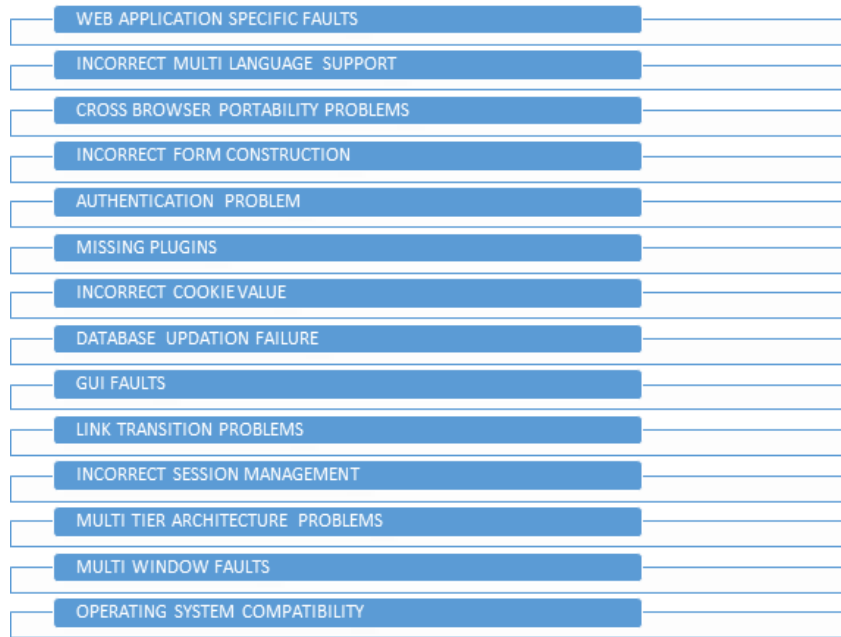 WEB APPLICATION SPECIFIC FAULTS
INCORRECT MULTI LANGUAGE SUPPORT
CROSS BROWSER PORTABILITY PROBLEMS
INCORRECT FORM CONSTRUCTION
AUTHENTICATION PROBLEM
MISSING PLUGINS
INCORRECT COOKIE VALUE
DATABASE UPDATION FAILURE
GUI FAULTS
LINK TRANSITION PROBLEMS
INCORRECT SESSION MANAGEMENT
MULTI TIER ARCHITECTURE PROBLEMS
MULTI WINDOW FAULTS
OPERATING SYSTEM COMPATIBILITY